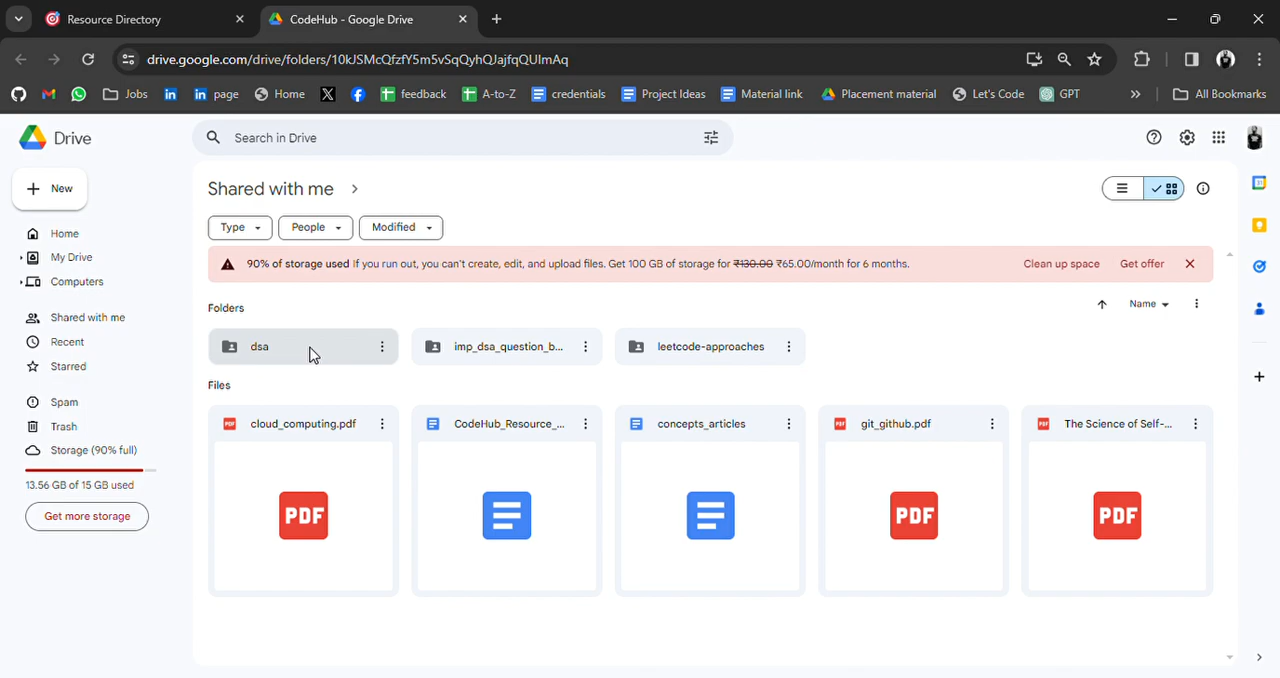 Resource Directory
CodeHub - Google Drive
drive.google.com/drive/folders/10kJSMcQfzfY5m5vSqQyhQJajfqQUImAq
Jobs
page
Home
feedback
A-to-Z
credentials
Project Ideas
Material link
Placement material
Let's Code
GPT
»
All Bookmarks
Drive
Search in Drive
New
Shared with me
Home
Type
People
Modified
My Drive
90% of storage used If you run out, you can't create, edit, and upload files. Get 100 GB of storage for ₹130.00 ₹65.00/month for 6 months.
Clean up space
Get offer
Computers
Folders
Name
Shared with me
Recent
dsa
imp_dsa_question_b...
leetcode-approaches
Starred
Files
Spam
Trash
cloud_computing.pdf
CodeHub_Resource_...
concepts_articles
git_github.pdf
The Science of Self-...
Storage (90% full)
13.56 GB of 15 GB used
Get more storage
PDF
PDF
PDF